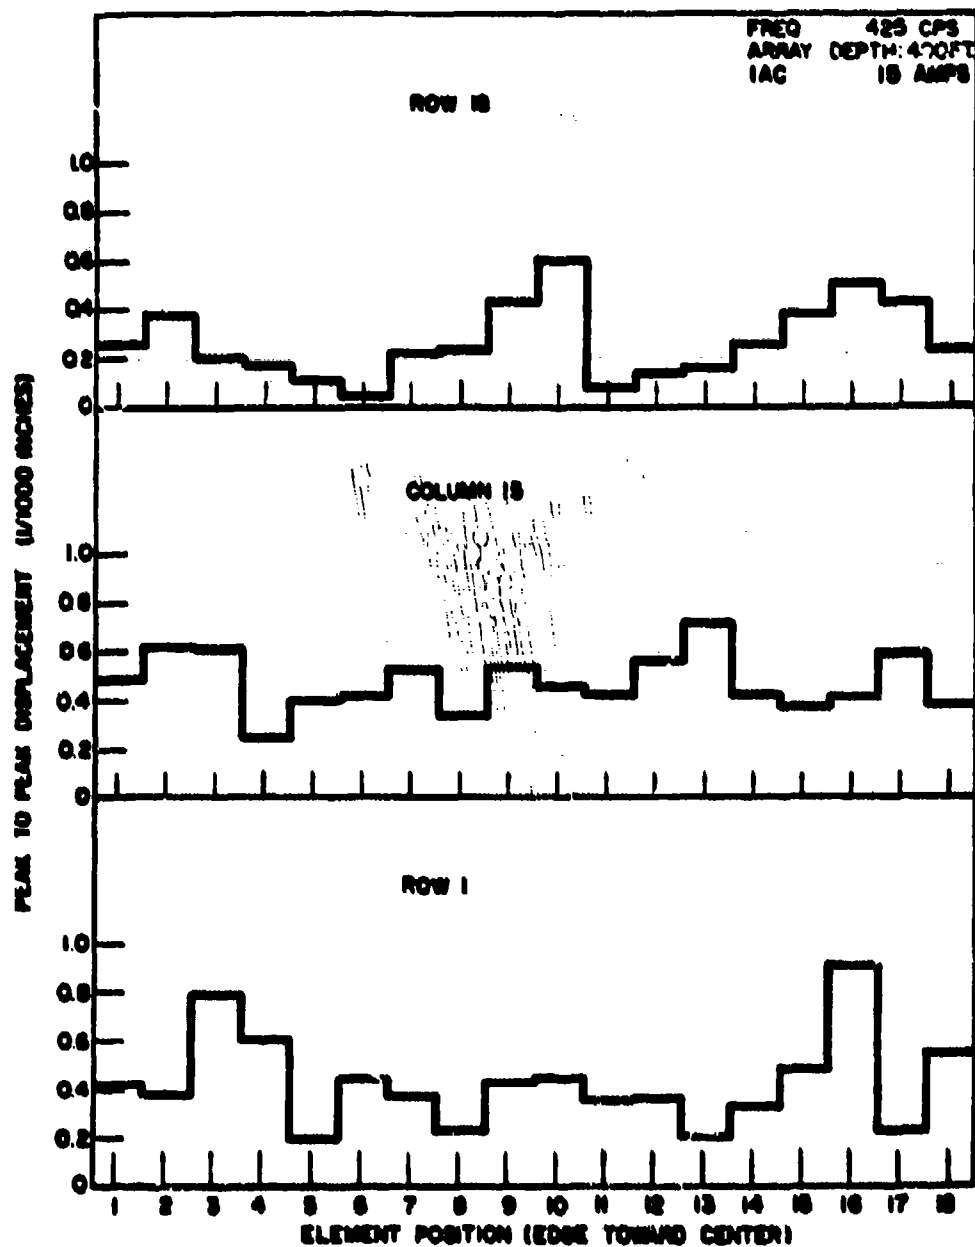 FREQ 425 CPS
ARRAY DEPTH: 400FT
IAC 15 AMPS
ROW 18
1.0
0.8
0.6
0.4
0.2
0
COLUMN 15
1.0
0.8
0.6
0.4
0.2
0
ROW 1
1.0
0.8
0.6
0.4
0.2
0
1 2 3 4 5 6 7 8 9 10 11 12 13 14 15 16 17 18
ELEMENT POSITION (EDGE TOWARD CENTER)
PEAK TO PEAK DISPLACEMENT (1/1000 INCHES)